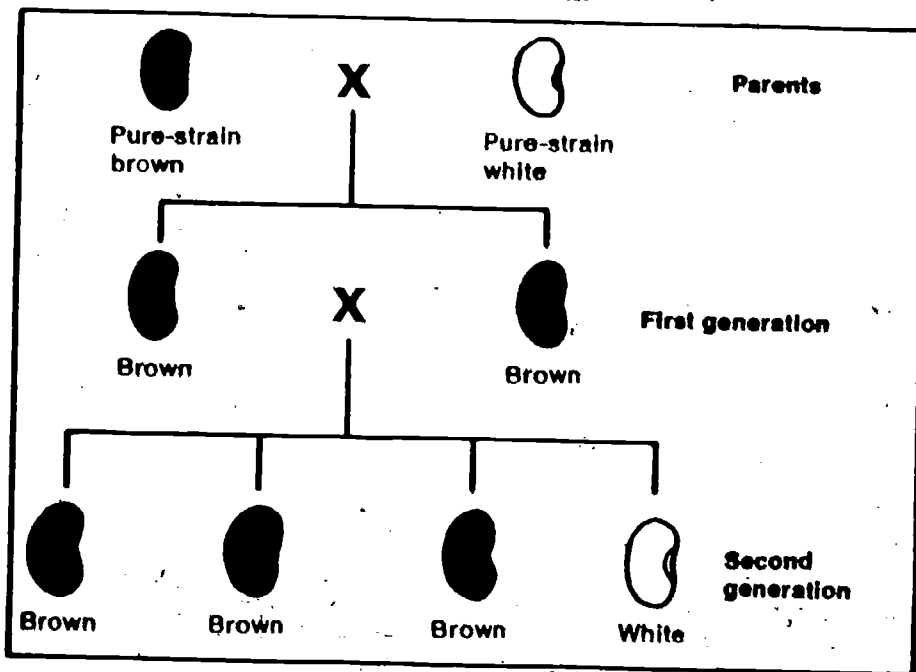 X
Parents
Pure-strain
brown
Pure-strain
white
X
First generation
Brown
Brown
Second
generation
Brown
Brown
Brown
White